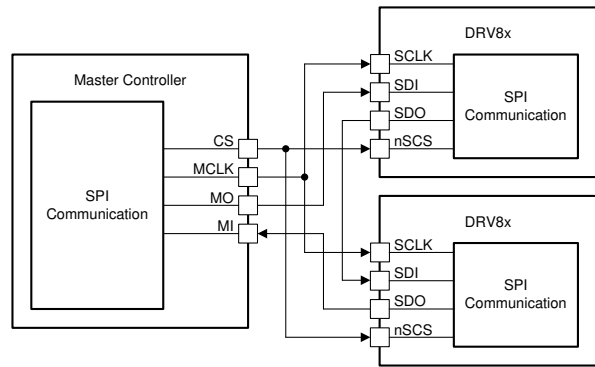 Master Controller
SPI
Communication
CS
MCLK
MO
MI
DRV8x
SCLK
SDI
SDO
nSCS
SPI
Communication
DRV8x
SCLK
SDI
SDO
nSCS
SPI
Communication